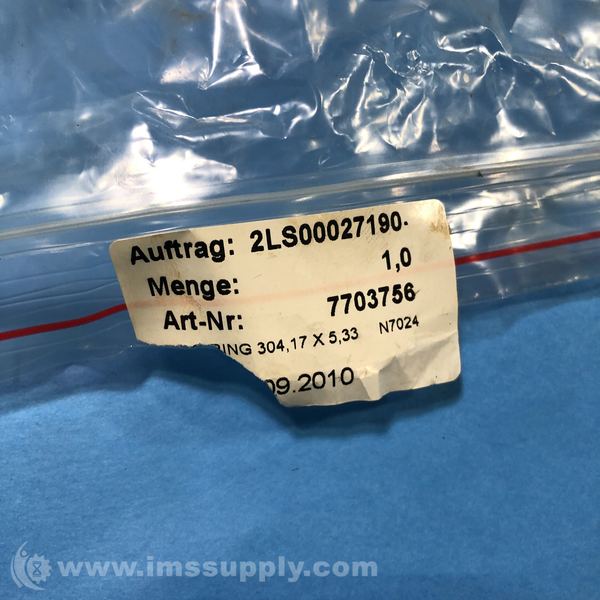 Auftrag: 2LS00027190-
Menge: 1,0
Art-Nr: 7703756
RING 304,17 X 5,33 N7024
09.2010
www.imssupply.com